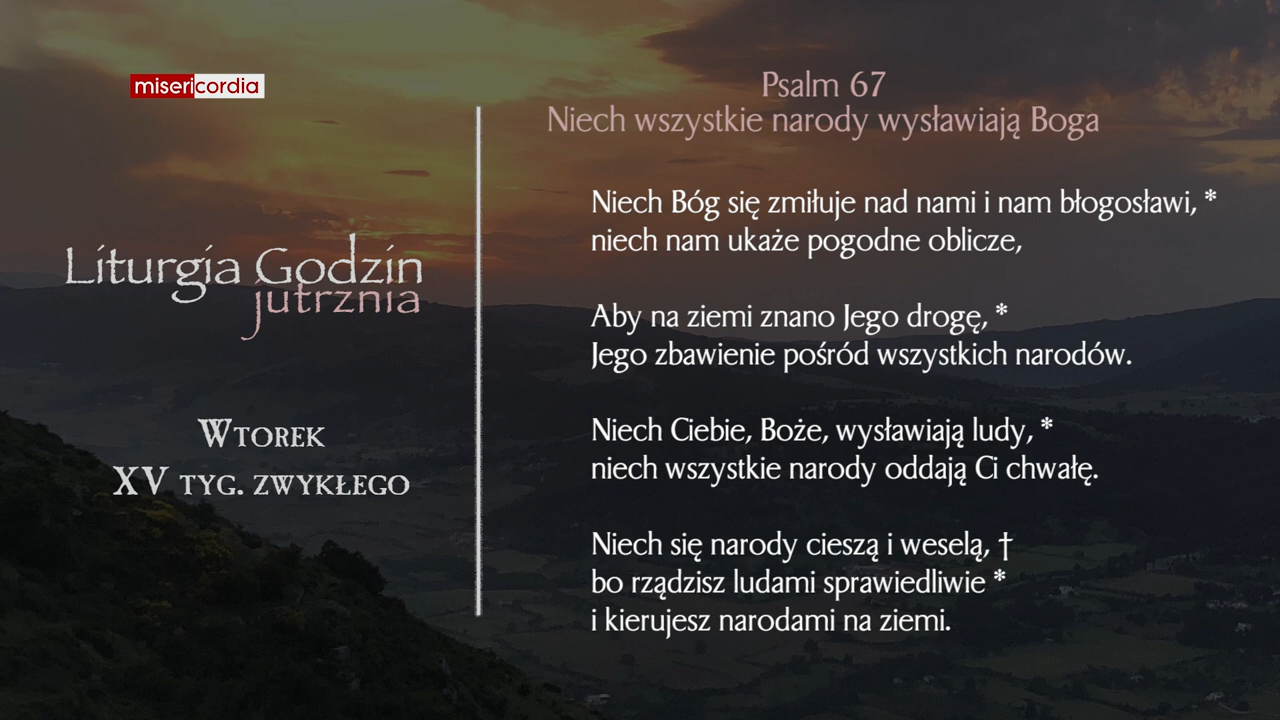 misericordia
Liturgia Godzin
jutrznia
Wtorek
XV tyg. zwykłego
Psalm 67
Niech wszystkie narody wysławiają Boga
Niech Bóg się zmiłuje nad nami i nam błogosławi, *
niech nam ukaże pogodne oblicze,
Aby na ziemi znano Jego drogę, *
Jego zbawienie pośród wszystkich narodów.
Niech Ciebie, Boże, wysławiają ludy, *
niech wszystkie narody oddają Ci chwałę.
Niech się narody cieszą i weselą, †
bo rządzisz ludami sprawiedliwie *
i kierujesz narodami na ziemi.